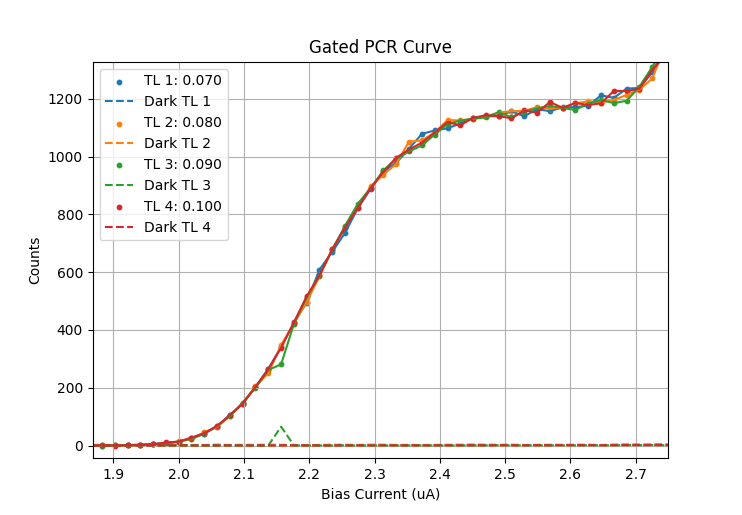 Gated PCR Curve
TL 1: 0.070
Dark TL 1
TL 2: 0.080
Dark TL 2
TL 3: 0.090
Dark TL 3
TL 4: 0.100
Dark TL 4
Counts
1200
1000
800
600
400
200
0
1.9 2.0 2.1 2.2 2.3 2.4 2.5 2.6 2.7
Bias Current (uA)